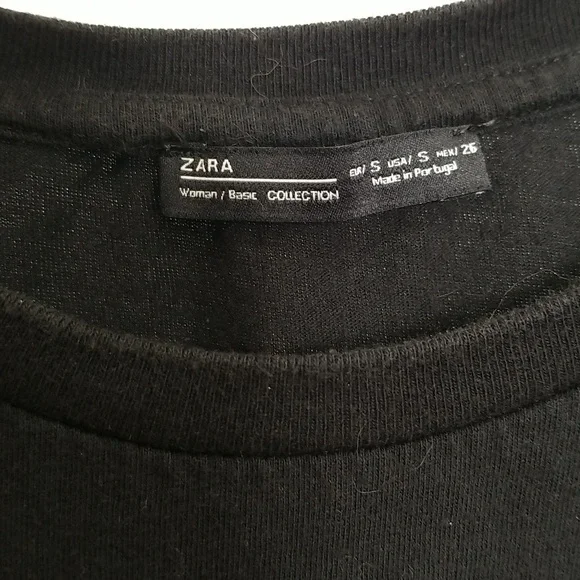 ZARA
Woman / Basic COLLECTION
EUR/ S USA/ S MEX/ 26
Made in Portugal